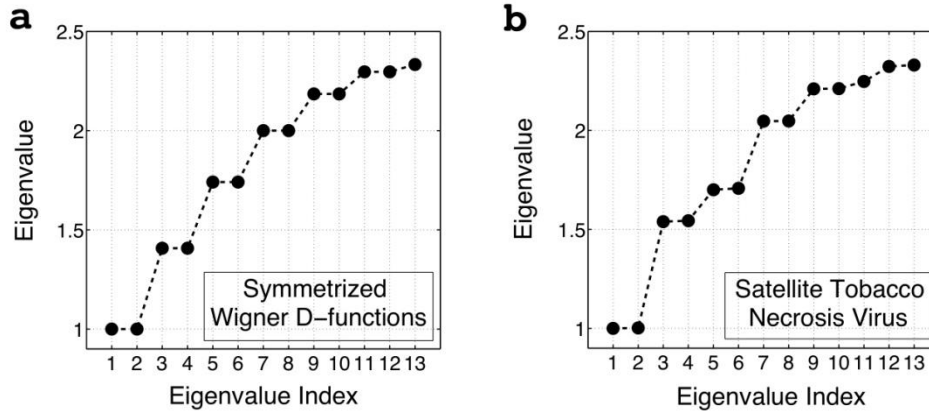 a
2.5
2
1.5
1
Eigenvalue
Symmetrized
Wigner D-functions
1 2 3 4 5 6 7 8 9 10 11 12 13
Eigenvalue Index
b
2.5
2
1.5
1
Eigenvalue
Satellite Tobacco
Necrosis Virus
1 2 3 4 5 6 7 8 9 10 11 12 13
Eigenvalue Index